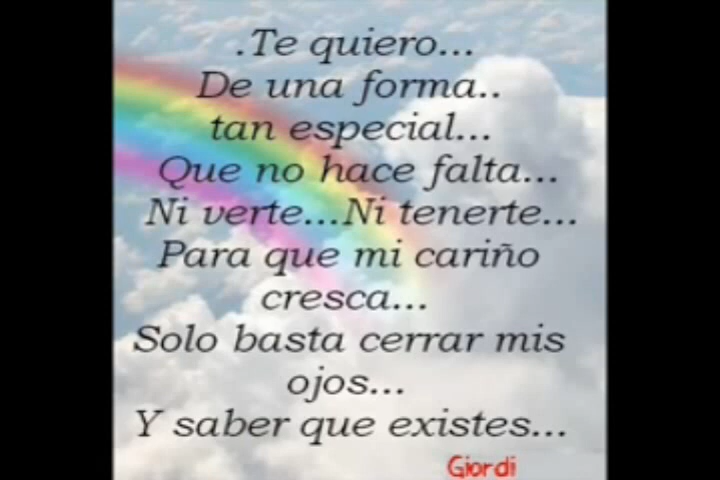 .Te quiero...
De una forma..
tan especial...
Que no hace falta...
Ni verte...Ni tenerte...
Para que mi cariño
cresca...
Solo basta cerrar mis
ojos...
Y saber que existes...
Giordi